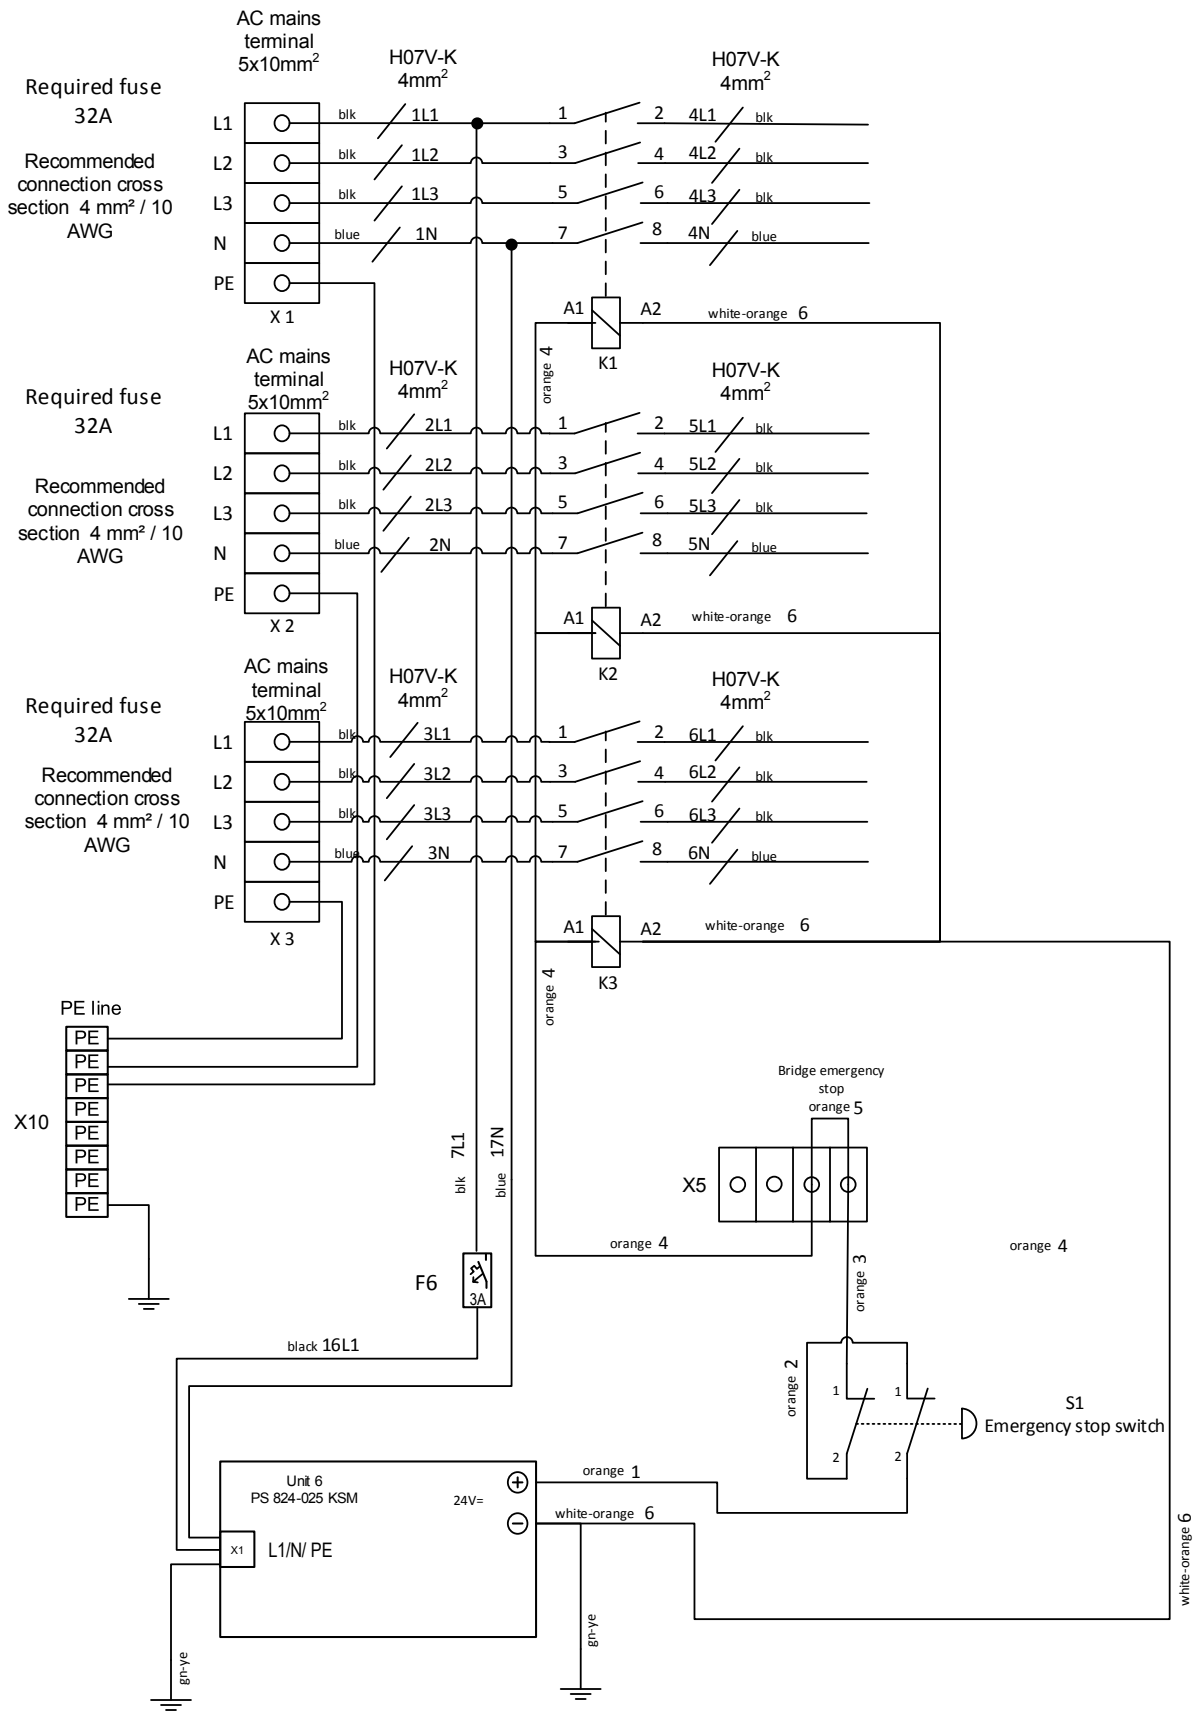 AC mains
terminal
5x10mm²
H07V-K
4mm²
H07V-K
4mm²
Required fuse
32A
Recommended
connection cross
section 4 mm² / 10
AWG
L1 blk 1L1 1 2 4L1 blk
L2 blk 1L2 3 4 4L2 blk
L3 blk 1L3 5 6 4L3 blk
N blue 1N 7 8 4N blue
PE
X 1
A1 A2 white-orange 6
K1
orange 4
AC mains
terminal
5x10mm²
H07V-K
4mm²
H07V-K
4mm²
Required fuse
32A
Recommended
connection cross
section 4 mm² / 10
AWG
L1 blk 2L1 1 2 5L1 blk
L2 blk 2L2 3 4 5L2 blk
L3 blk 2L3 5 6 5L3 blk
N blue 2N 7 8 5N blue
PE
X 2
A1 A2 white-orange 6
K2
AC mains
terminal
5x10mm²
H07V-K
4mm²
H07V-K
4mm²
Required fuse
32A
Recommended
connection cross
section 4 mm² / 10
AWG
L1 blk 3L1 1 2 6L1 blk
L2 blk 3L2 3 4 6L2 blk
L3 blk 3L3 5 6 6L3 blk
N blue 3N 7 8 6N blue
PE
X 3
A1 A2 white-orange 6
K3
orange 4
PE line
PE
PE
PE
PE
PE
PE
PE
PE
X10
Bridge emergency
stop
orange 5
X5
blk 7L1
blue 17N
orange 4
orange 4
orange 3
F6
3A
black 16L1
orange 2
1 1
2 2
S1
Emergency stop switch
Unit 6
PS 824-025 KSM
24V=
orange 1
white-orange 6
X1
L1/N/ PE
gn-ye
gn-ye
white-orange 6